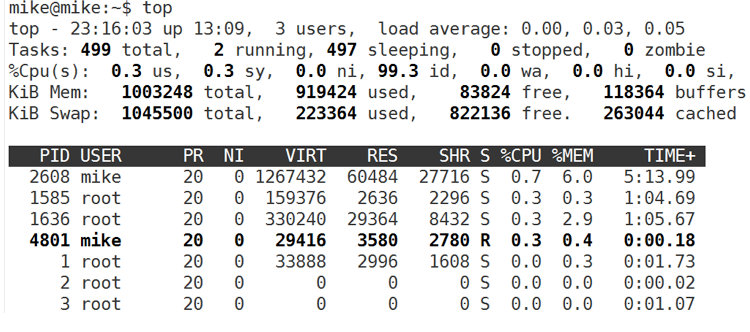 mike@mike:~$ top
top - 23:16:03 up 13:09,  3 users,  load average: 0.00, 0.03, 0.05
Tasks: 499 total,   2 running, 497 sleeping,   0 stopped,   0 zombie
%Cpu(s):  0.3 us,  0.3 sy,  0.0 ni, 99.3 id,  0.0 wa,  0.0 hi,  0.0 si,
KiB Mem:   1003248 total,   919424 used,    83824 free,   118364 buffers
KiB Swap:  1045500 total,   223364 used,   822136 free.   263044 cached
PID USER      PR  NI    VIRT    RES    SHR S %CPU %MEM     TIME+
2608 mike      20   0 1267432  60484  27716 S  0.7  6.0   5:13.99
1585 root      20   0  159376   2636   2296 S  0.3  0.3   1:04.69
1636 root      20   0  330240  29364   8432 S  0.3  2.9   1:05.67
4801 mike      20   0   29416   3580   2780 R  0.3  0.4   0:00.18
1 root      20   0   33888   2996   1608 S  0.0  0.3   0:01.73
2 root      20   0       0      0      0 S  0.0  0.0   0:00.02
3 root      20   0       0      0      0 S  0.0  0.0   0:01.07